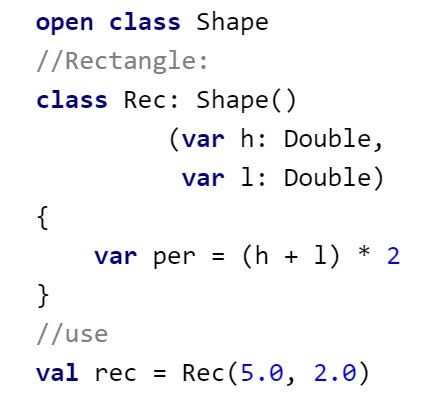 open class Shape
//Rectangle:
class Rec: Shape()
(var h: Double,
var l: Double)
{
var per = (h + l) * 2
}
//use
val rec = Rec(5.0, 2.0)